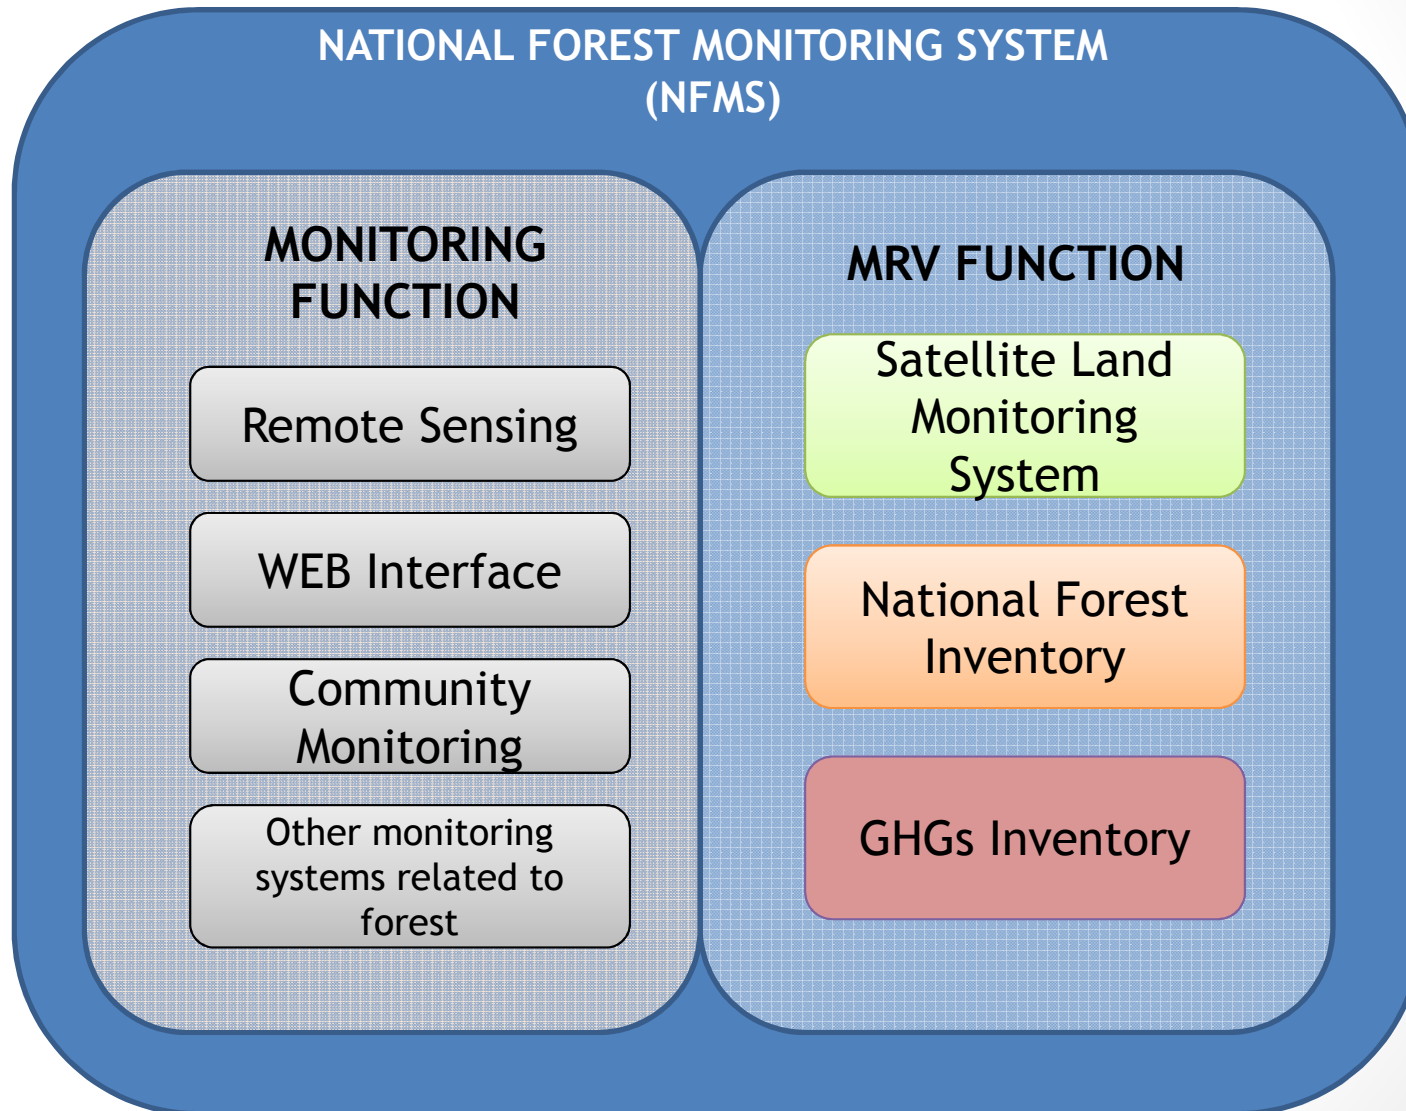 NATIONAL FOREST MONITORING SYSTEM
(NFMS)
MONITORING
FUNCTION
Remote Sensing
WEB Interface
Community
Monitoring
Other monitoring
systems related to
forest
MRV FUNCTION
Satellite Land
Monitoring
System
National Forest
Inventory
GHGs Inventory